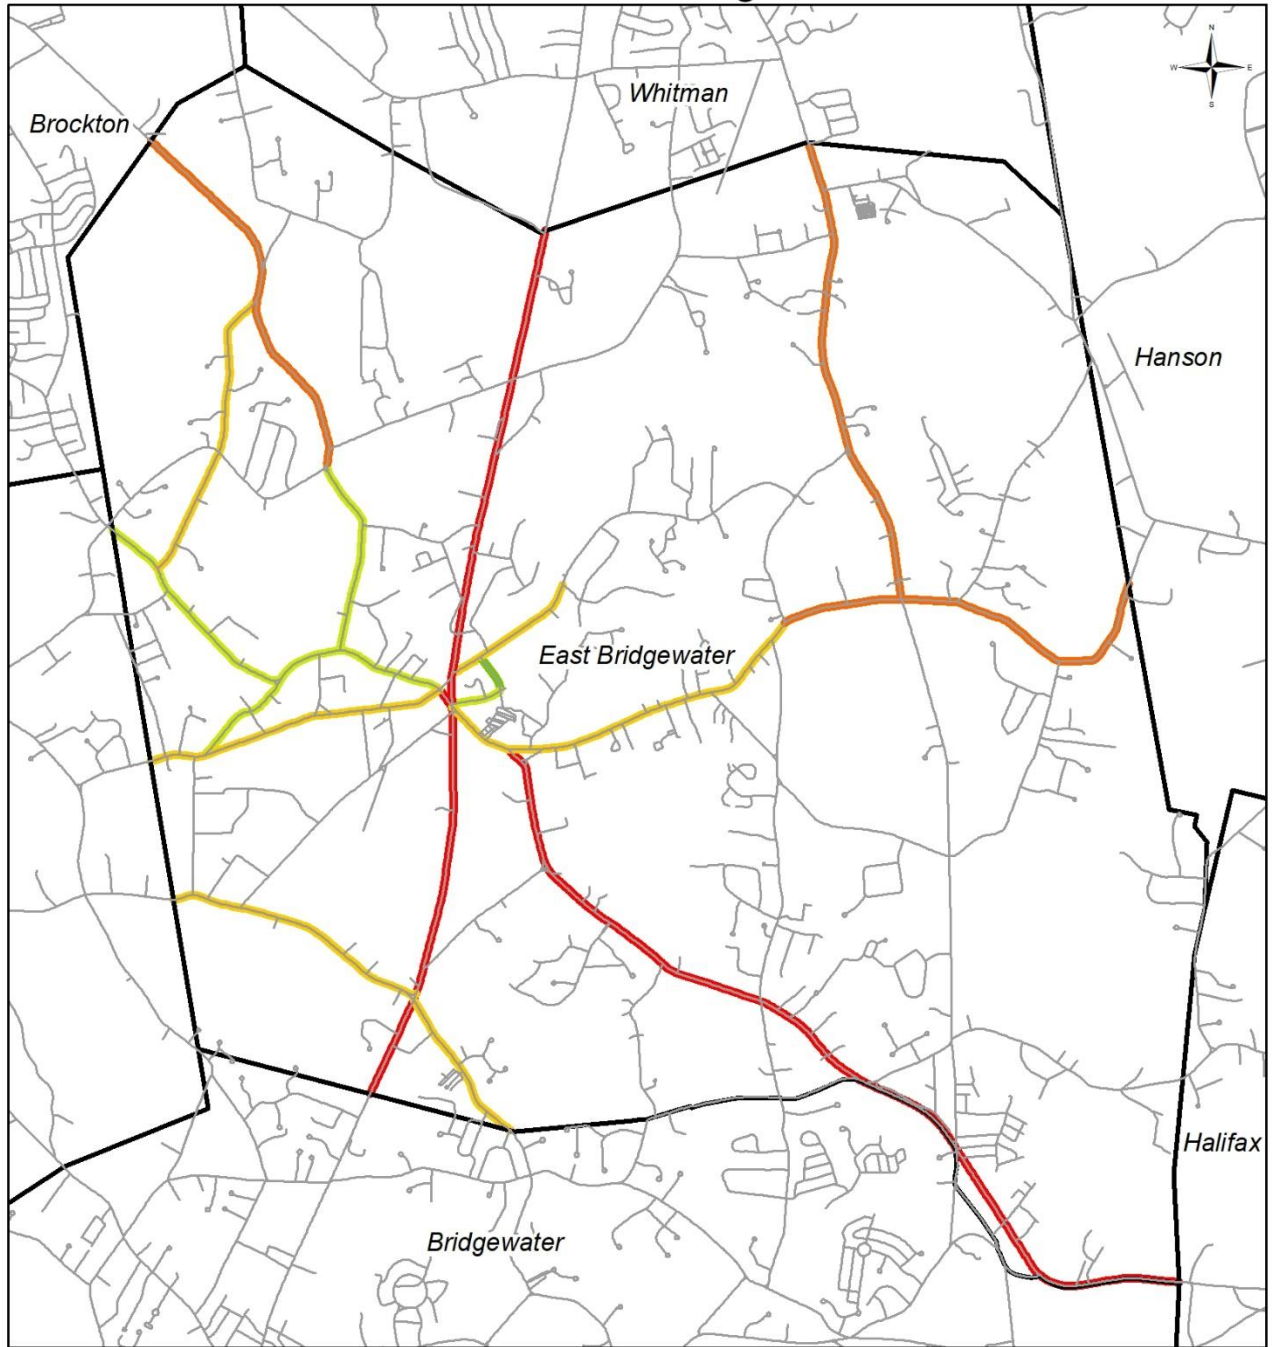 N
W E
S
Whitman
Brockton
Hanson
East Bridgewater
Halifax
Bridgewater